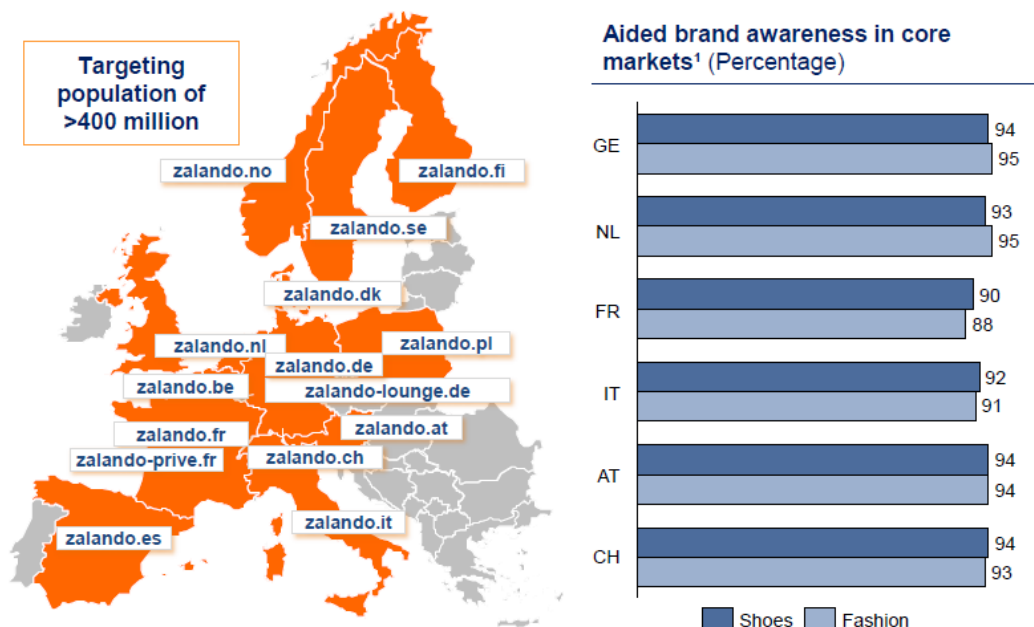 Targeting
population of
>400 million
zalando.no
zalando.fi
zalando.se
zalando.dk
zalando.nl
zalando.pl
zalando.de
zalando.be
zalando-lounge.de
zalando.fr
zalando.at
zalando-prive.fr
zalando.ch
zalando.it
zalando.es
Aided brand awareness in core
markets¹ (Percentage)
GE
94
95
NL
93
95
FR
90
88
IT
92
91
AT
94
94
CH
94
93
Shoes
Fashion